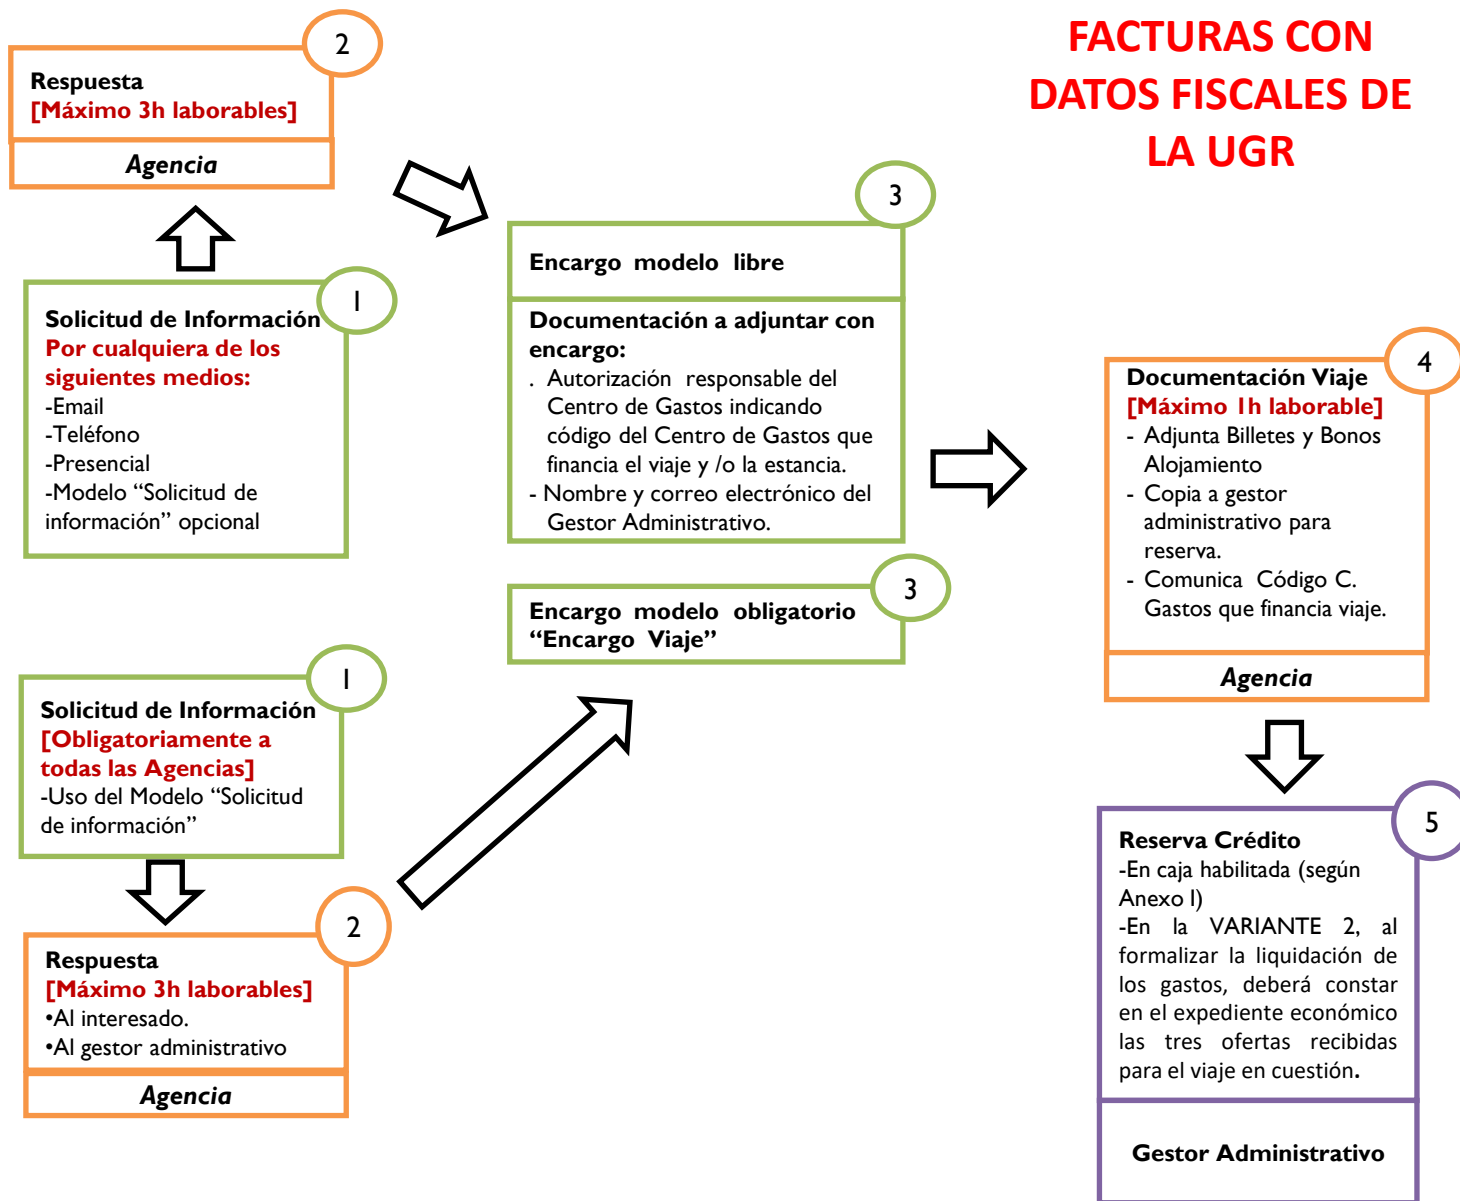 FACTURAS CON
DATOS FISCALES DE
LA UGR
2
Respuesta
[Máximo 3h laborables]
Agencia
1
Solicitud de Información
Por cualquiera de los
siguientes medios:
-Email
-Teléfono
-Presencial
-Modelo “Solicitud de
información” opcional
3
Encargo modelo libre
Documentación a adjuntar con
encargo:
. Autorización responsable del
Centro de Gastos indicando
código del Centro de Gastos que
financia el viaje y /o la estancia.
- Nombre y correo electrónico del
Gestor Administrativo.
3
Encargo modelo obligatorio
“Encargo Viaje”
1
Solicitud de Información
[Obligatoriamente a
todas las Agencias]
-Uso del Modelo “Solicitud
de información”
2
Respuesta
[Máximo 3h laborables]
•Al interesado.
•Al gestor administrativo
Agencia
4
Documentación Viaje
[Máximo 1h laborable]
- Adjunta Billetes y Bonos
Alojamiento
- Copia a gestor
administrativo para
reserva.
- Comunica Código C.
Gastos que financia viaje.
Agencia
5
Reserva Crédito
-En caja habilitada (según
Anexo I)
-En la VARIANTE 2, al
formalizar la liquidación de
los gastos, deberá constar
en el expediente económico
las tres ofertas recibidas
para el viaje en cuestión.
Gestor Administrativo